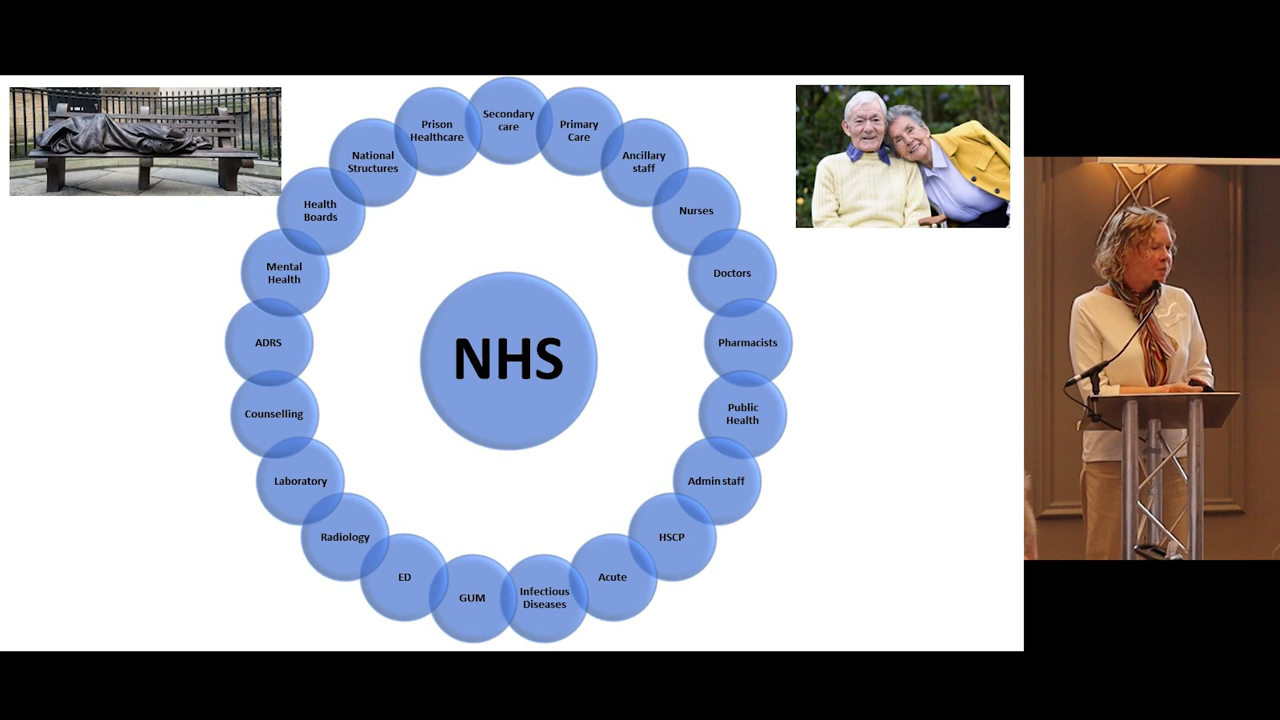 Secondary
care
Primary
Care
Ancillary
staff
Nurses
Doctors
Pharmacists
Public
Health
Admin staff
HSCP
Acute
Infectious
Diseases
GUM
ED
Radiology
Laboratory
Counselling
ADRS
Mental
Health
Health
Boards
National
Structures
Prison
Healthcare
NHS